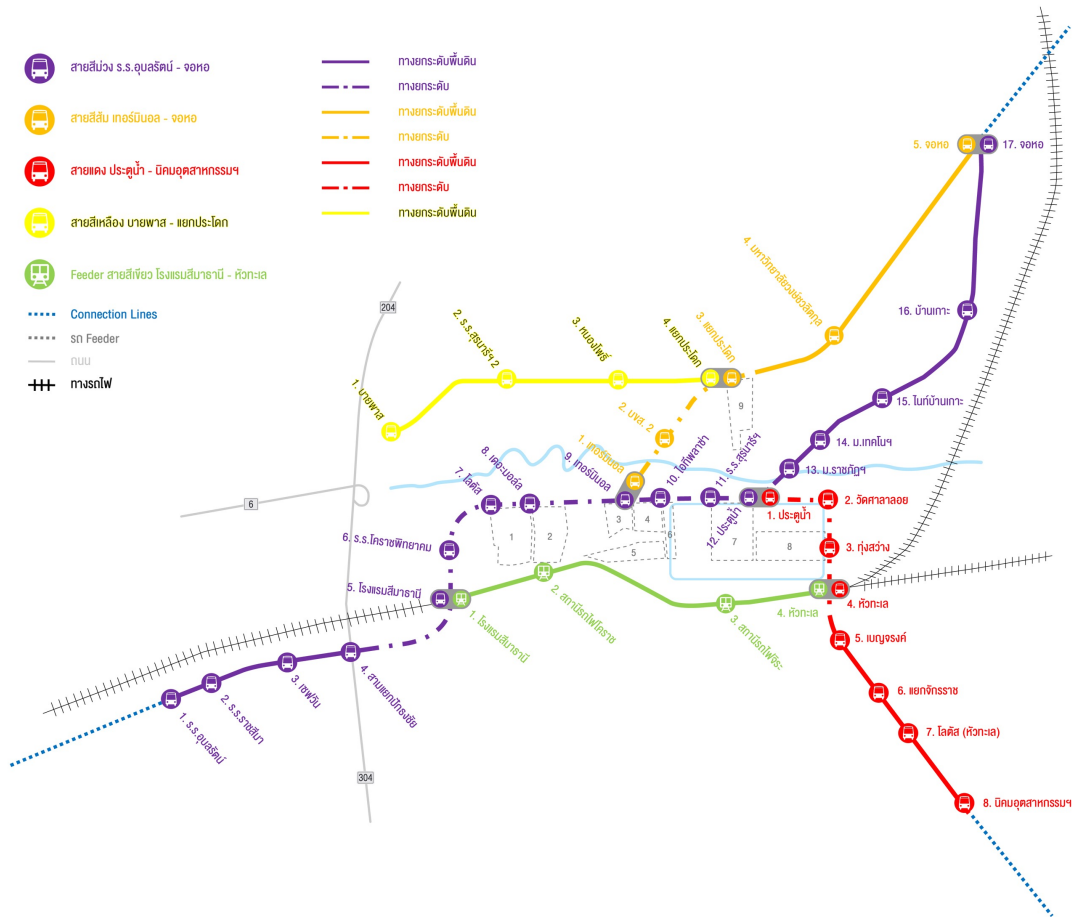 สายสีม่วง ร.ร.อุบลรัตน์ - จอหอ
สายสีส้ม เทอร์มินอล - จอหอ
สายแดง ประตูน้ำ - นิคมอุตสาหกรรมฯ
สายสีเหลือง บายพาส - แยกประโดก
Feeder สายสีเขียว โรงแรมสีมาธานี - หัวทะเล
Connection Lines
รถ Feeder
ถนน
ทางรถไฟ
ทางยกระดับพื้นดิน
ทางยกระดับ
ทางยกระดับพื้นดิน
ทางยกระดับ
ทางยกระดับพื้นดิน
ทางยกระดับ
ทางยกระดับพื้นดิน
5. จอหอ
17. จอหอ
4. มหาวิทยาลัยวงษ์ชวลิตกุล
16. บ้านเกาะ
204
2. ร.ร.สุรนารีฯ 2
3. หนองโพธิ์
4. แยกประโดก
3. แยกประโดก
1. บายพาส
15. ไนท์บ้านเกาะ
9
2. บขส. 2
14. ม.เทคโนฯ
1. เทอร์มินอล
13. ม.ราชภัฏฯ
7. โลตัส
8. เดอะมอลล์
9. เทอร์มินอล
10. ไอทีพลาซ่า
11. ร.ร.สุรนารีฯ
12. ประตูน้ำ
1. ประตูน้ำ
2. วัดศาลาลอย
6
6. ร.ร.โคราชพิทยาคม
1
2
3
4
5
6
7
8
3. ทุ่งสว่าง
5. โรงแรมสีมาธานี
1. โรงแรมสีมาธานี
2. สถานีรถไฟโคราช
3. สถานีรถไฟจิระ
4. หัวทะเล
4. หัวทะเล
5. เบญจรงค์
1. ร.ร.อุบลรัตน์
2. ร.ร.ราชสีมา
3. เซฟวัน
4. สามแยกปักธงชัย
6. แยกจักรราช
7. โลตัส (หัวทะเล)
304
8. นิคมอุตสาหกรรมฯ